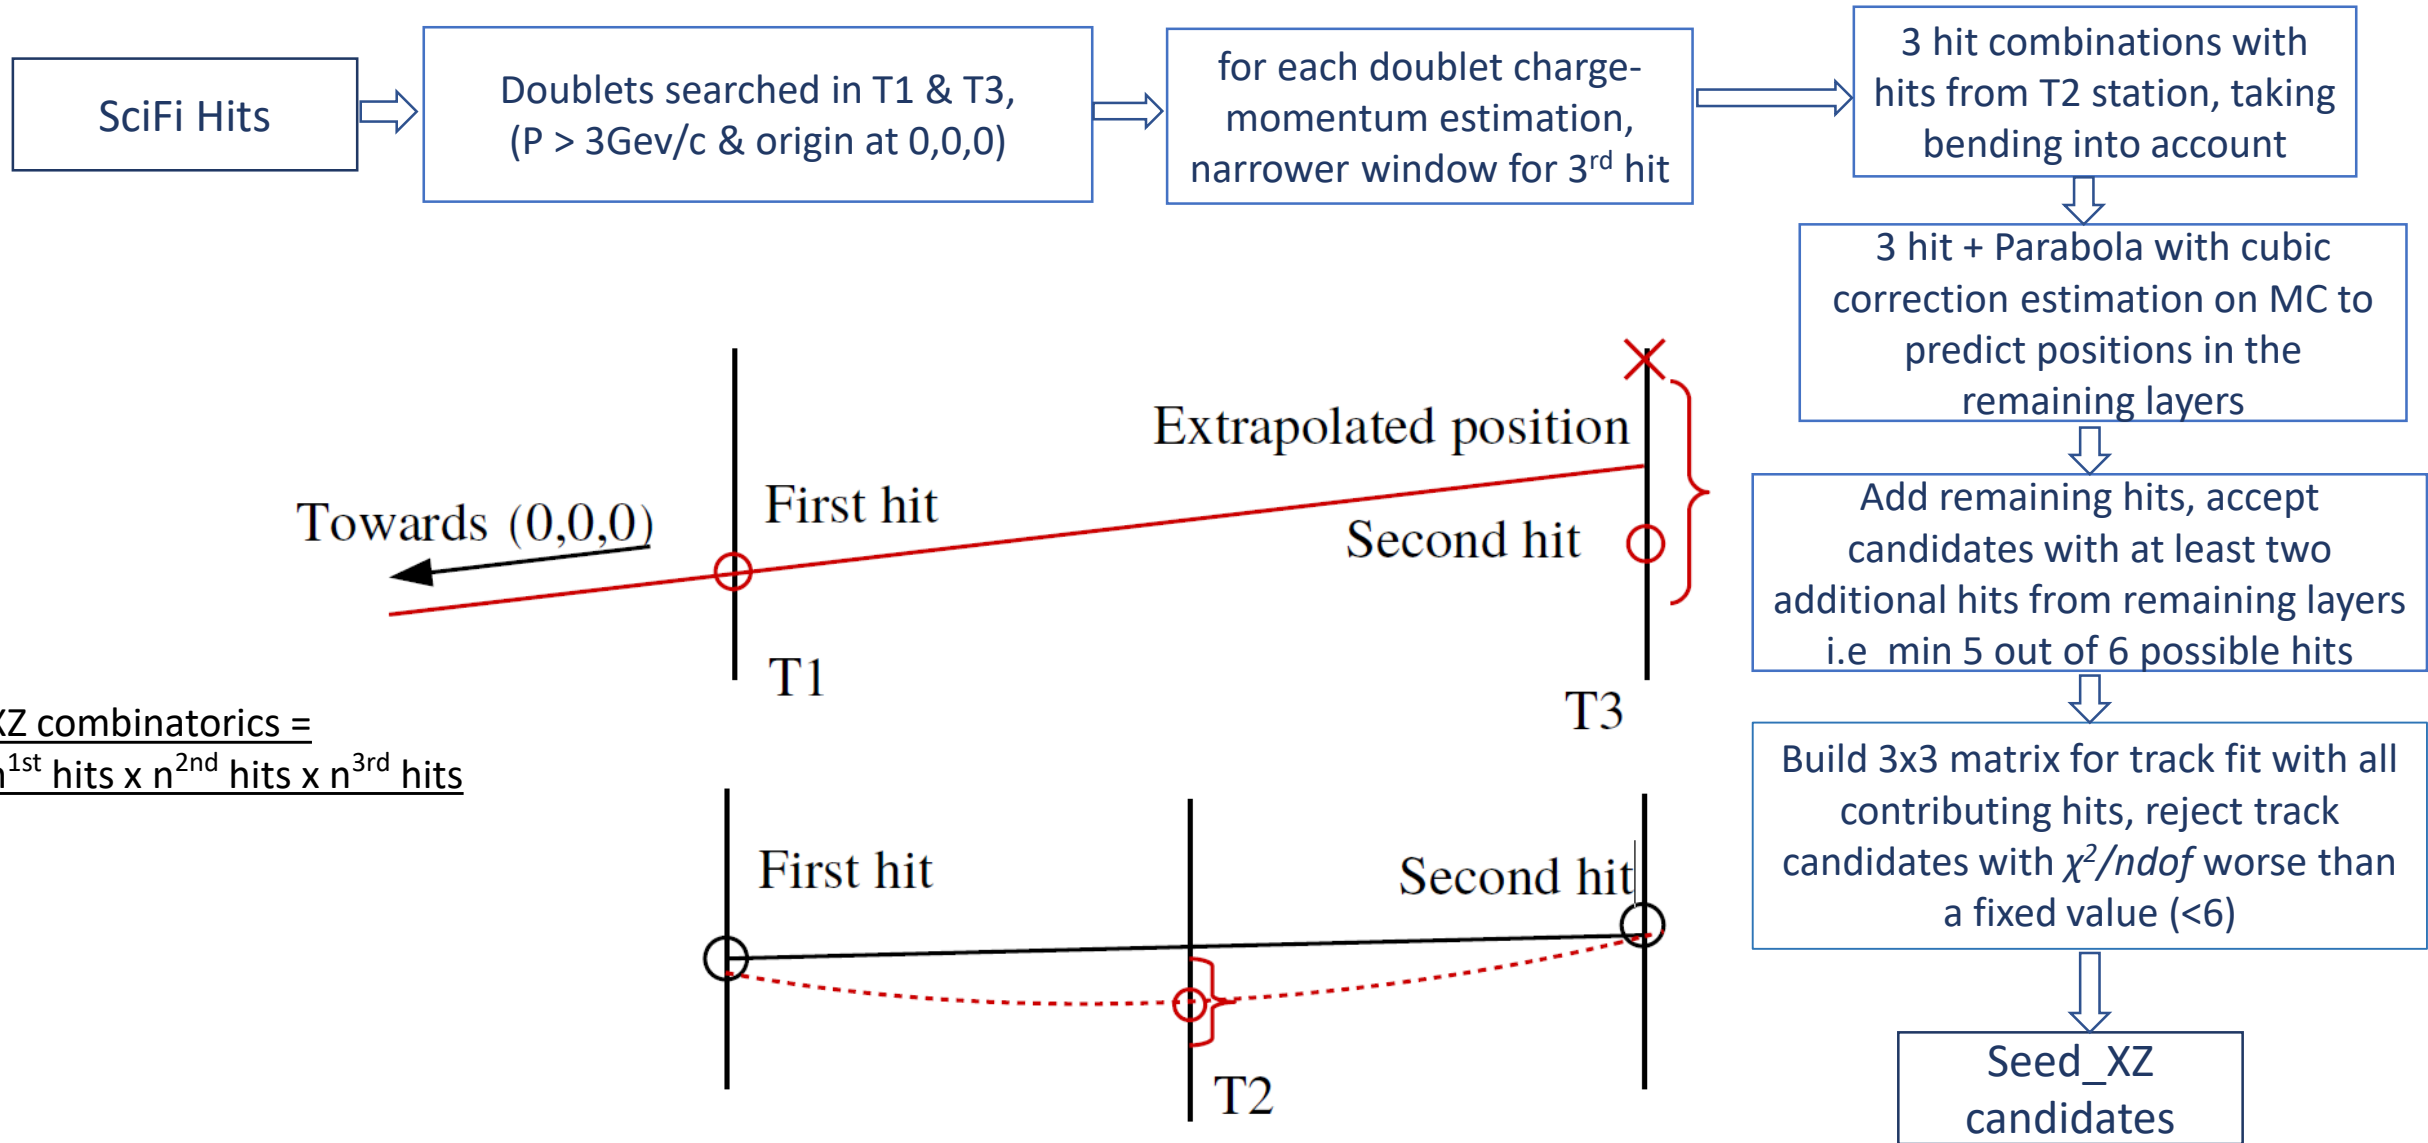 SciFi Hits
Doublets searched in T1 & T3,
(P > 3Gev/c & origin at 0,0,0)
for each doublet charge-
momentum estimation,
narrower window for 3rd hit
3 hit combinations with
hits from T2 station, taking
bending into account
3 hit + Parabola with cubic
correction estimation on MC to
predict positions in the
remaining layers
Add remaining hits, accept
candidates with at least two
additional hits from remaining layers
i.e min 5 out of 6 possible hits
Build 3x3 matrix for track fit with all
contributing hits, reject track
candidates with χ²/ndof worse than
a fixed value (<6)
Seed_XZ
candidates
Extrapolated position
First hit
Towards (0,0,0)
Second hit
T1
T3
XZ combinatorics =
n1st hits x n2nd hits x n3rd hits
First hit
Second hit
T2